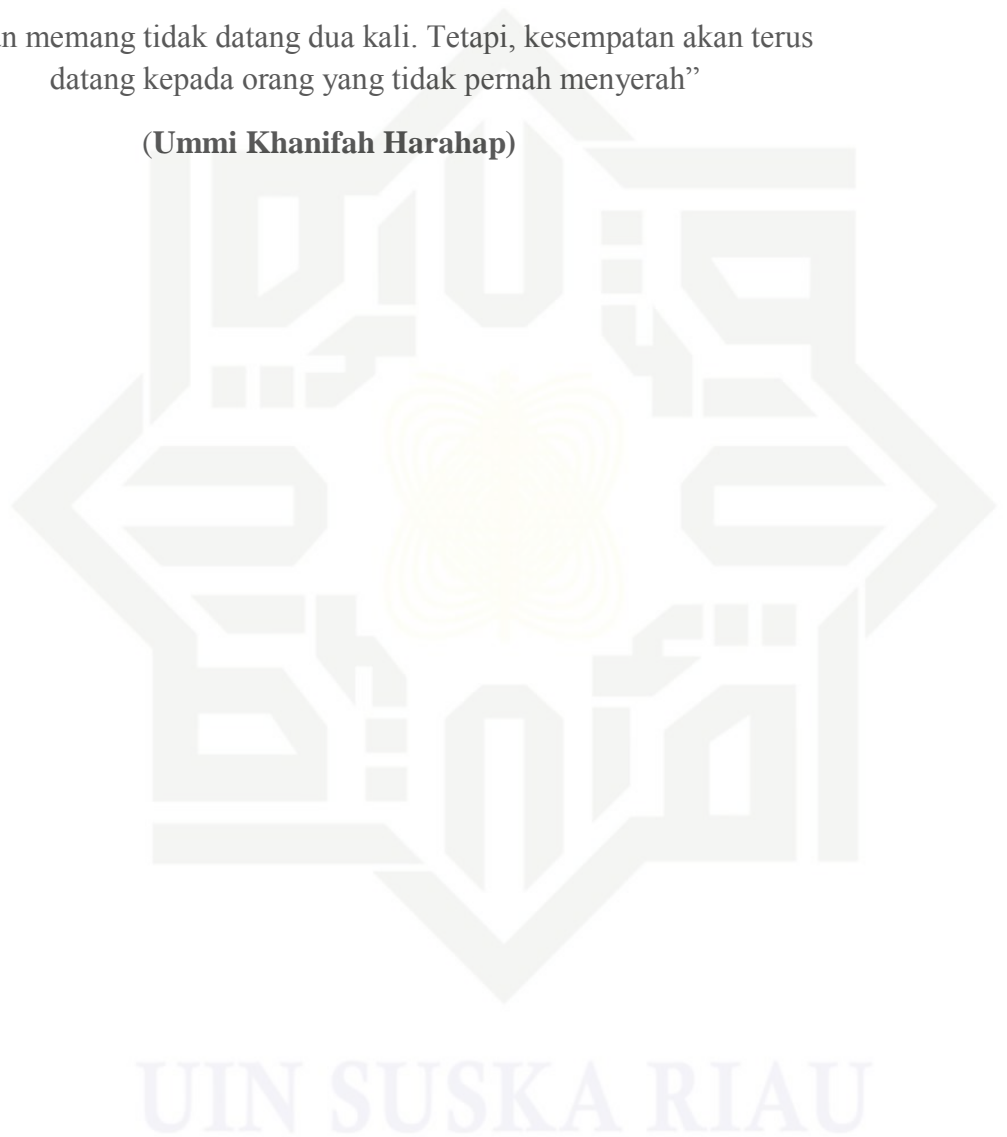 memang tidak datang dua kali. Tetapi, kesempatan akan terus
datang kepada orang yang tidak pernah menyerah”
(Ummi Khanifah Harahap)
UIN SUSKA RIAU